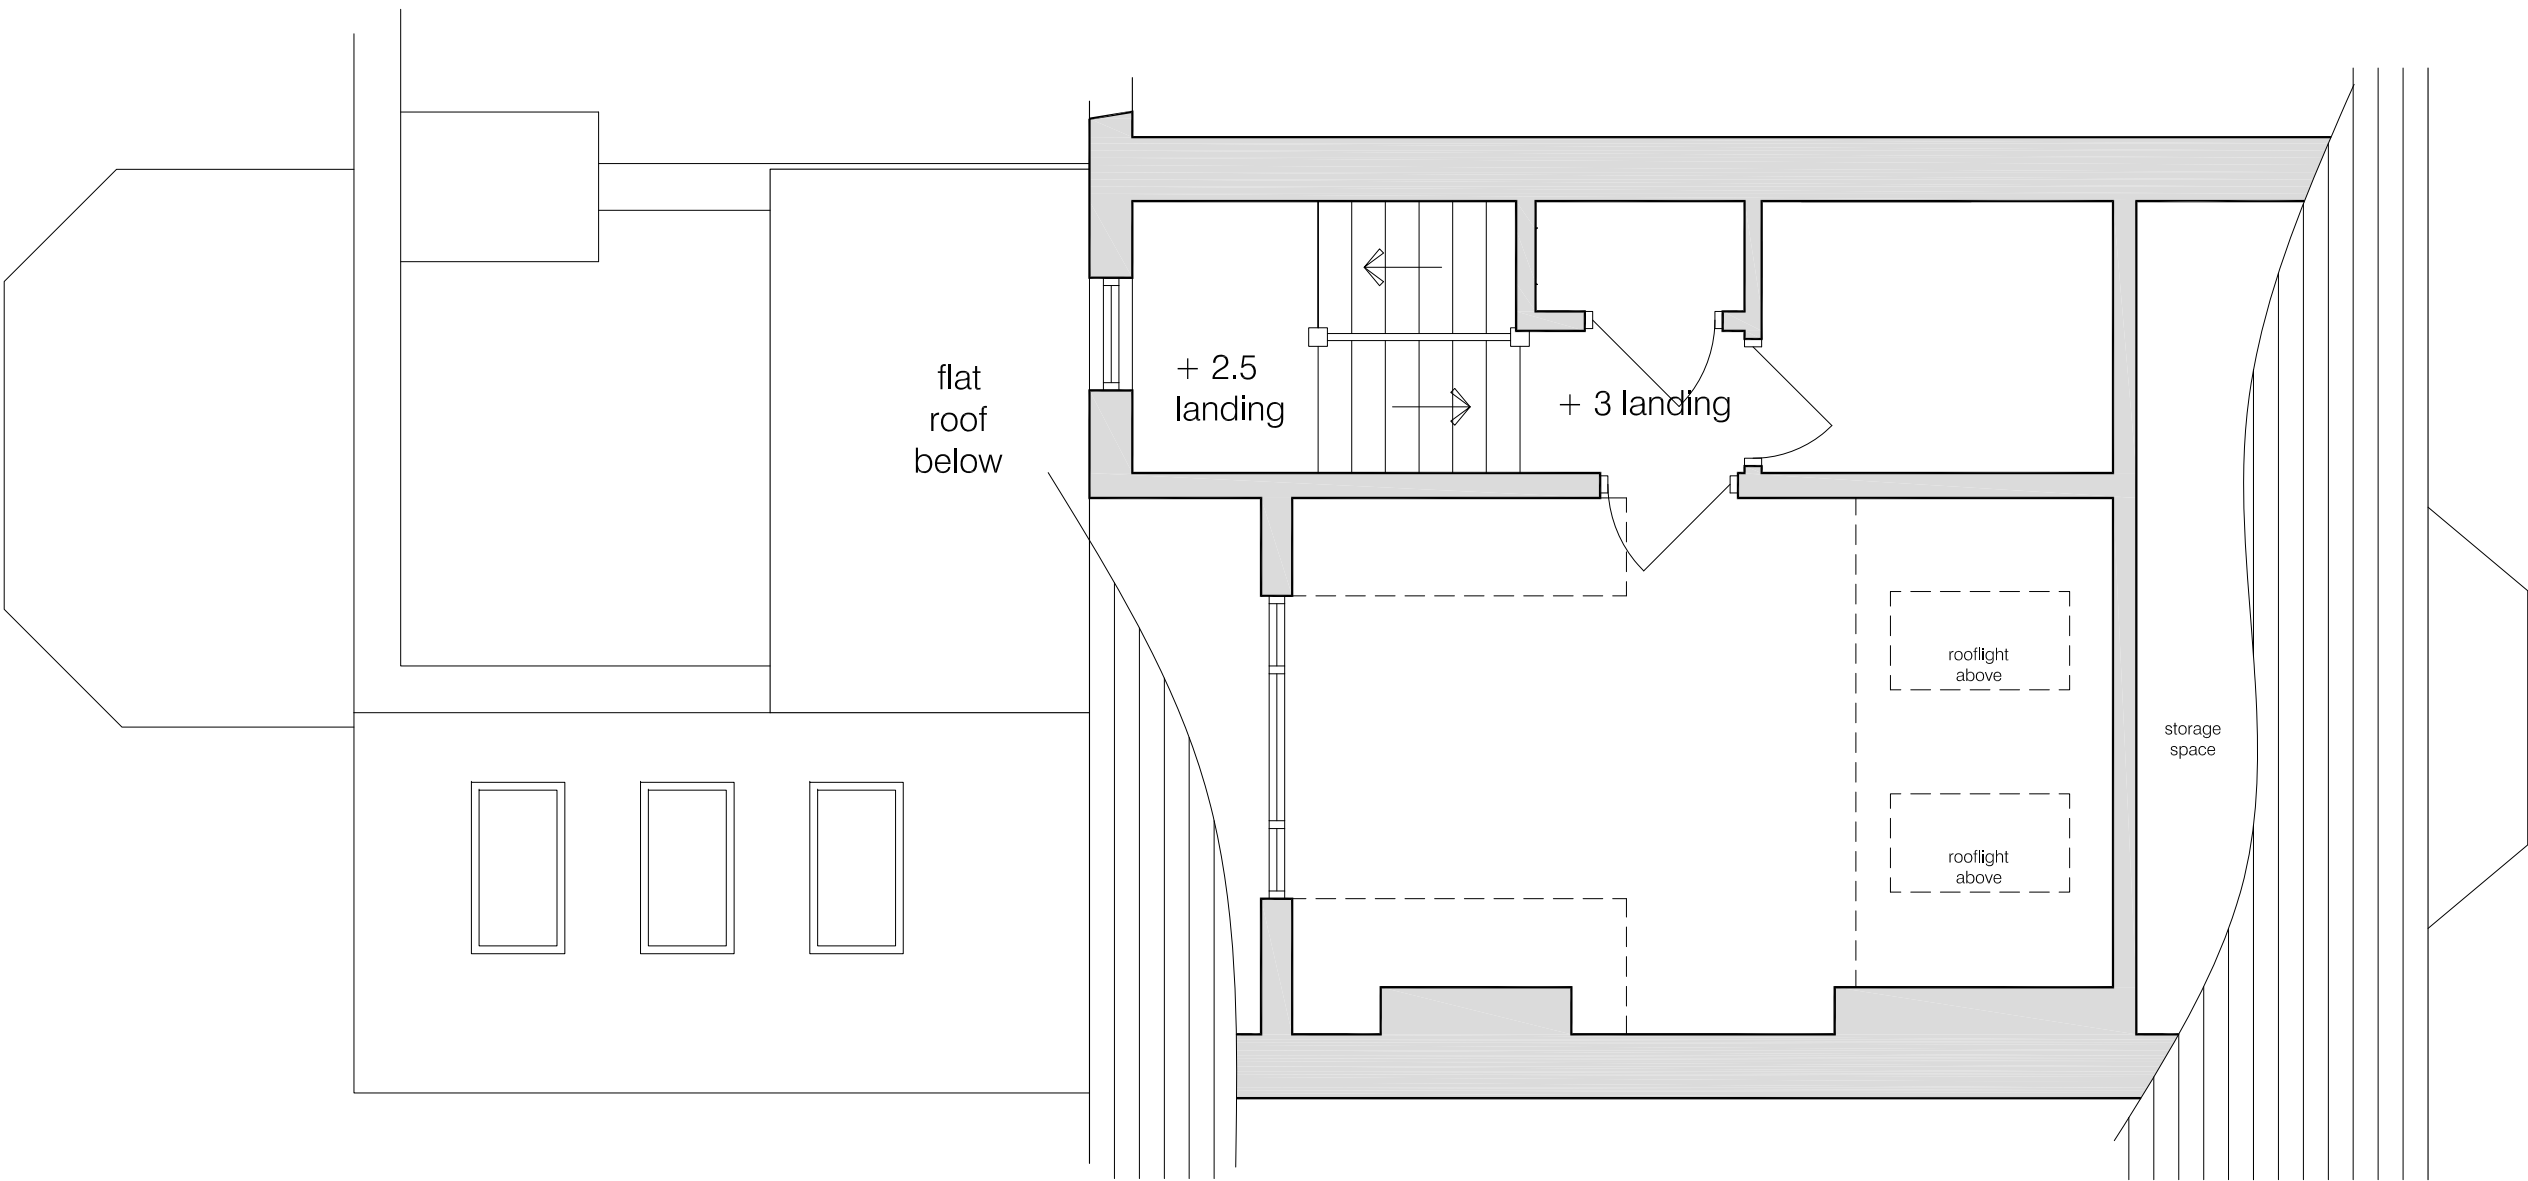 flat
roof
below
+ 2.5
landing
+ 3 landing
rooflight
above
storage
space
rooflight
above